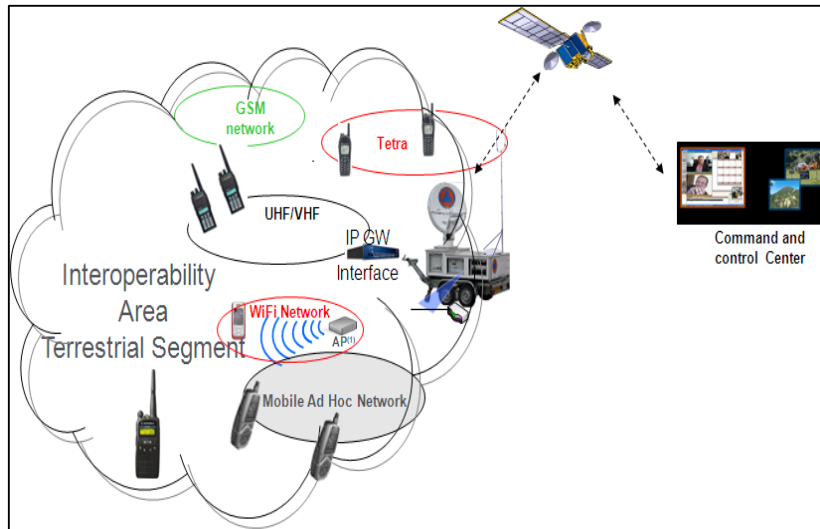 GSM
network
Tetra
UHF/VHF
IP GW
Interface
Interoperability
Area
Terrestrial Segment
WiFi Network
AP(1)
Mobile Ad Hoc Network
Command and
control Center